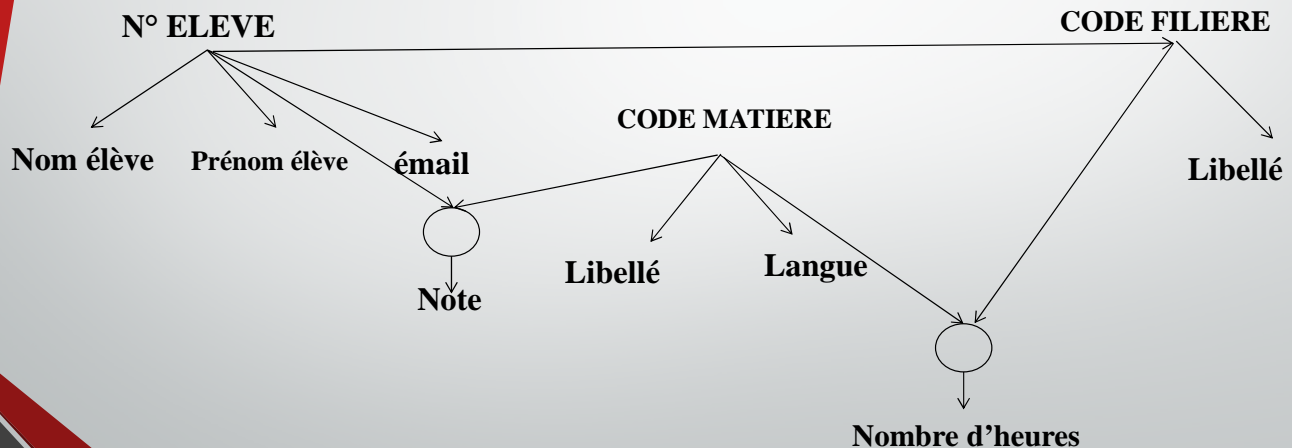 N° ELEVE
CODE FILIERE
CODE MATIERE
Nom élève
Prénom élève
émail
Libellé
Libellé
Langue
Note
Nombre d'heures